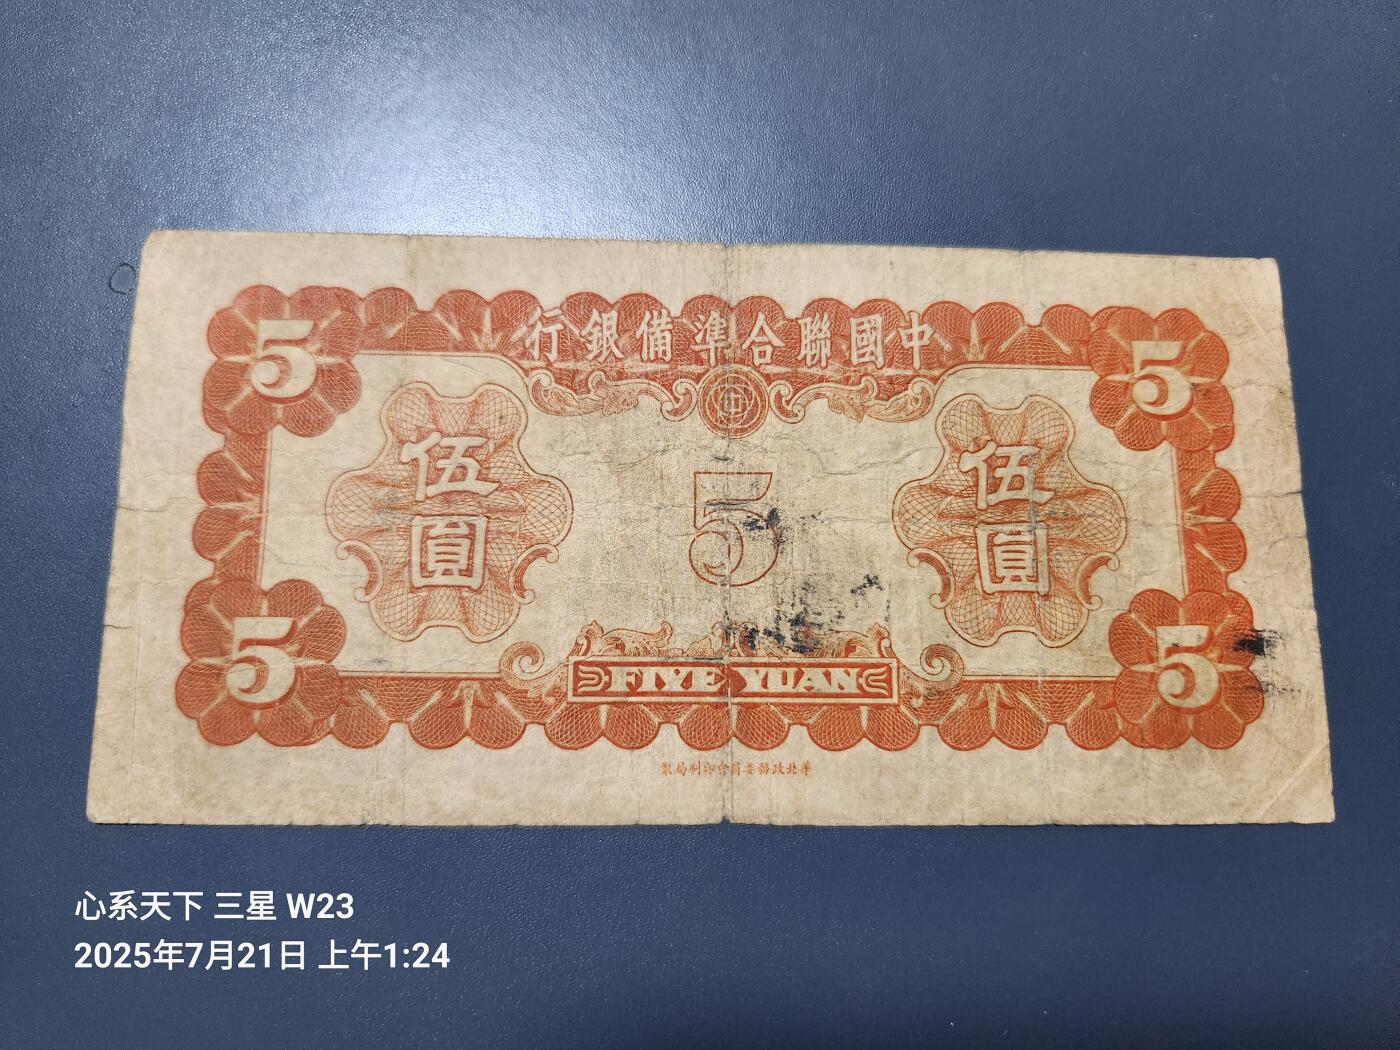 中國聯合準備銀行
5
5
伍圓
5
伍圓
5
5
FIVE YUAN
華北政務委員會印刷局製
心系天下 三星 W23
2025年7月21日 上午1:24